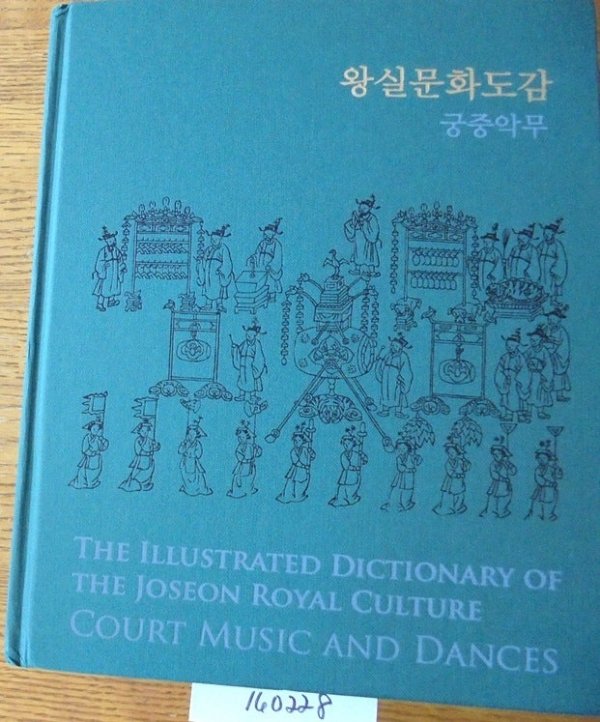 왕실문화도감
궁중악무
THE ILLUSTRATED DICTIONARY OF
THE JOSEON ROYAL CULTURE
COURT MUSIC AND DANCES
160228